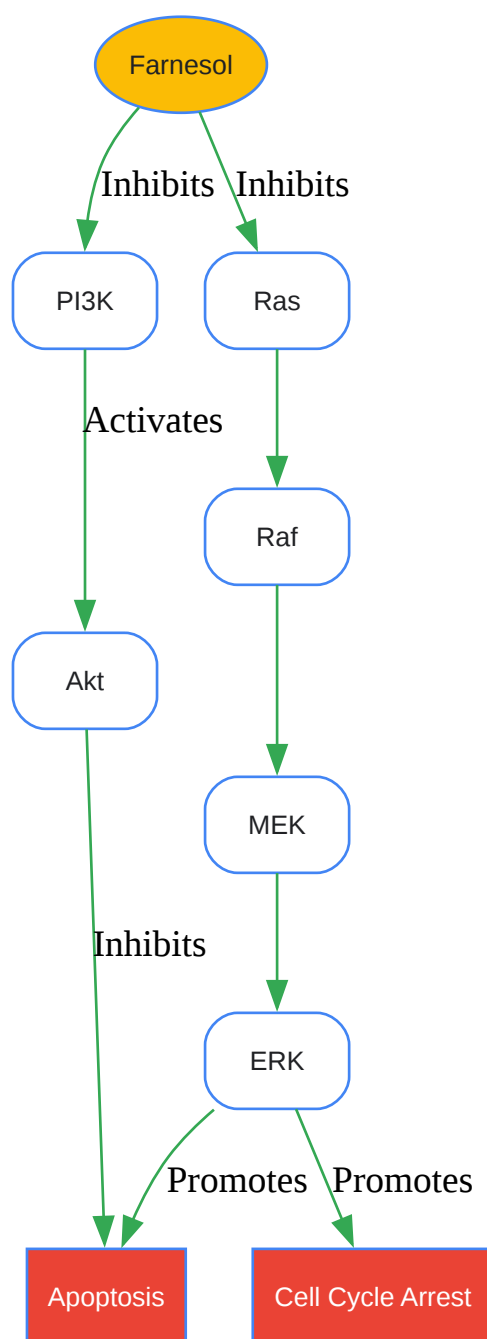 Farnesol
Inhibits
Inhibits
PI3K
Ras
Activates
Raf
Akt
MEK
Inhibits
ERK
Promotes
Promotes
Apoptosis
Cell Cycle Arrest